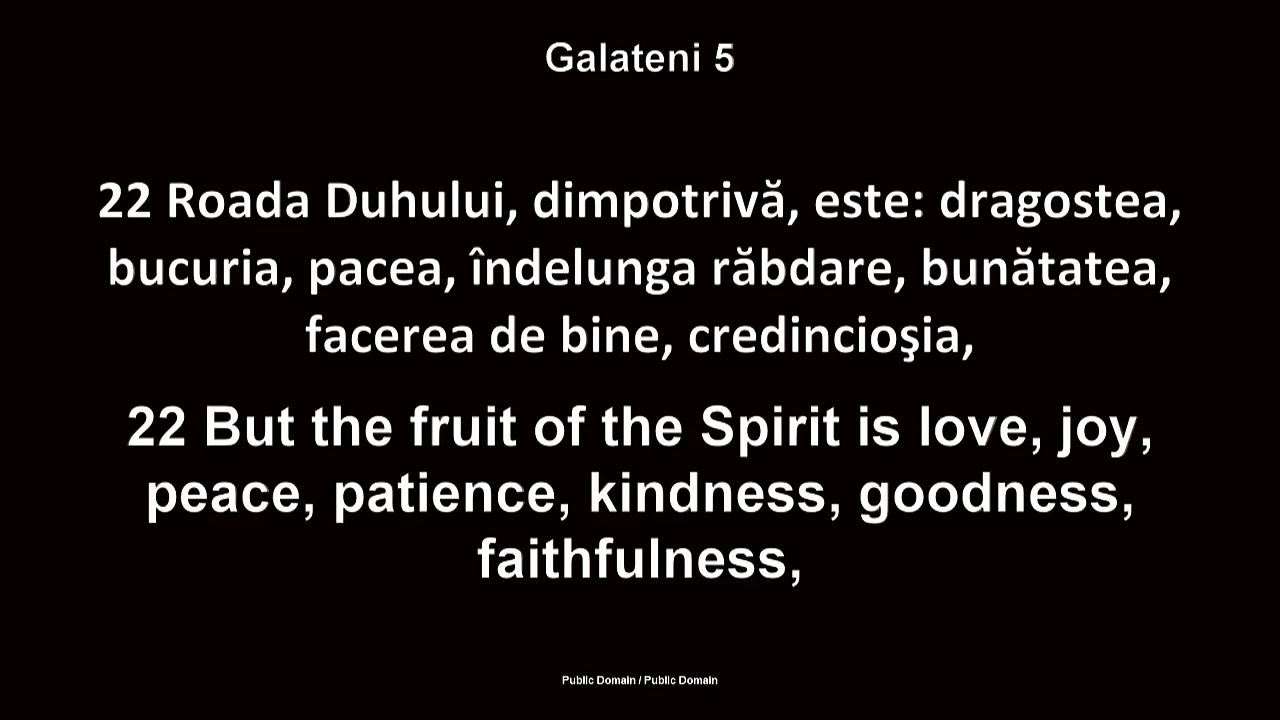 Galateni 5
22 Roada Duhului, dimpotrivă, este: dragostea,
bucuria, pacea, îndelunga răbdare, bunătatea,
facerea de bine, credincioşia,
22 But the fruit of the Spirit is love, joy,
peace, patience, kindness, goodness,
faithfulness,
Public Domain / Public Domain